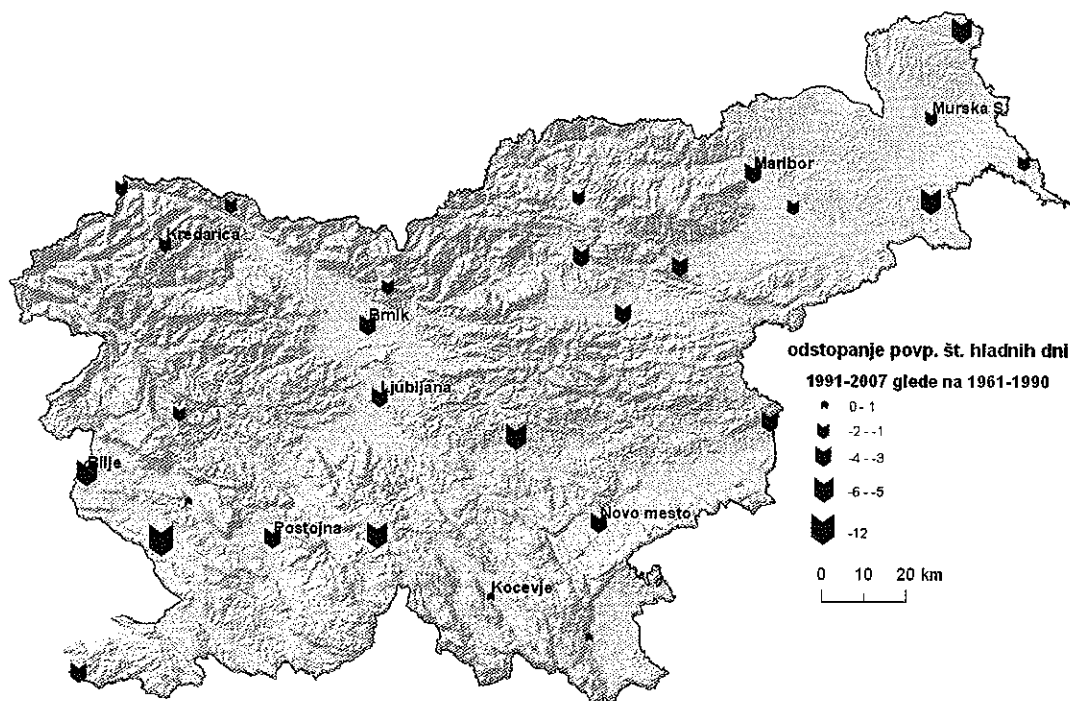 Murska S.
Maribor
Kredarica
Brnik
Ljubljana
Bilje
Postojna
Novo mesto
Kocevje
odstopanje povp. št. hladnih dni
1991-2007 glede na 1961-1990
0 - 1
-2 - -1
-4 - -3
-6 - -5
-12
0 10 20 km